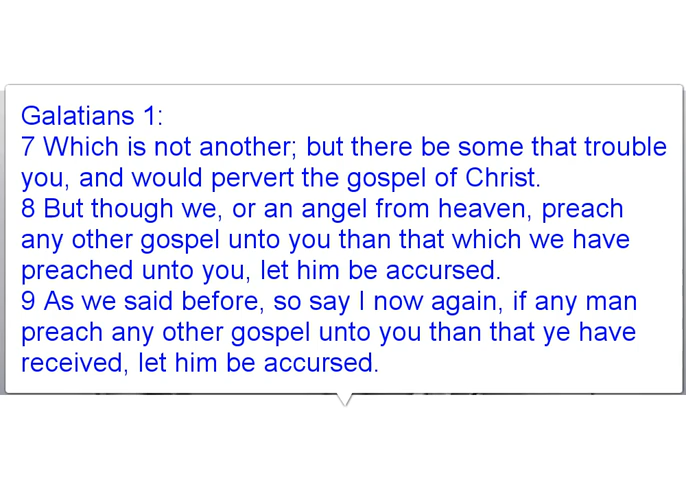 Galatians 1:
7 Which is not another; but there be some that trouble
you, and would pervert the gospel of Christ.
8 But though we, or an angel from heaven, preach
any other gospel unto you than that which we have
preached unto you, let him be accursed.
9 As we said before, so say I now again, if any man
preach any other gospel unto you than that ye have
received, let him be accursed.